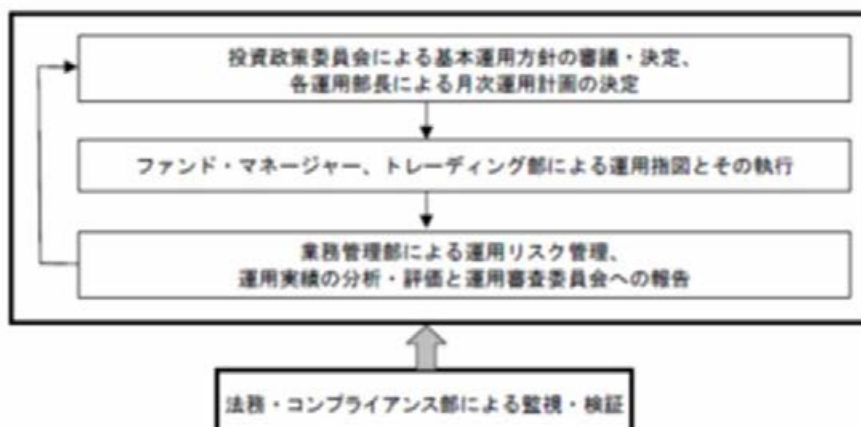 投資政策委員会による基本運用方針の審議・決定、
各運用部長による月次運用計画の決定
ファンド・マネージャー、トレーディング部による運用指図とその執行
業務管理部による運用リスク管理、
運用実績の分析・評価と運用審査委員会への報告
法務・コンプライアンス部による監視・検証